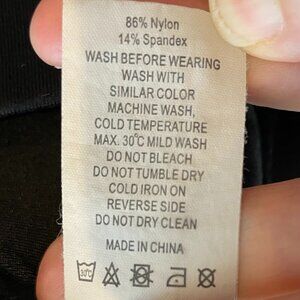 86% Nylon
14% Spandex
WASH BEFORE WEARING
WASH WITH
SIMILAR COLOR
MACHINE WASH,
COLD TEMPERATURE
MAX. 30°C MILD WASH
DO NOT BLEACH
DO NOT TUMBLE DRY
COLD IRON ON
REVERSE SIDE
DO NOT DRY CLEAN
MADE IN CHINA
30°C